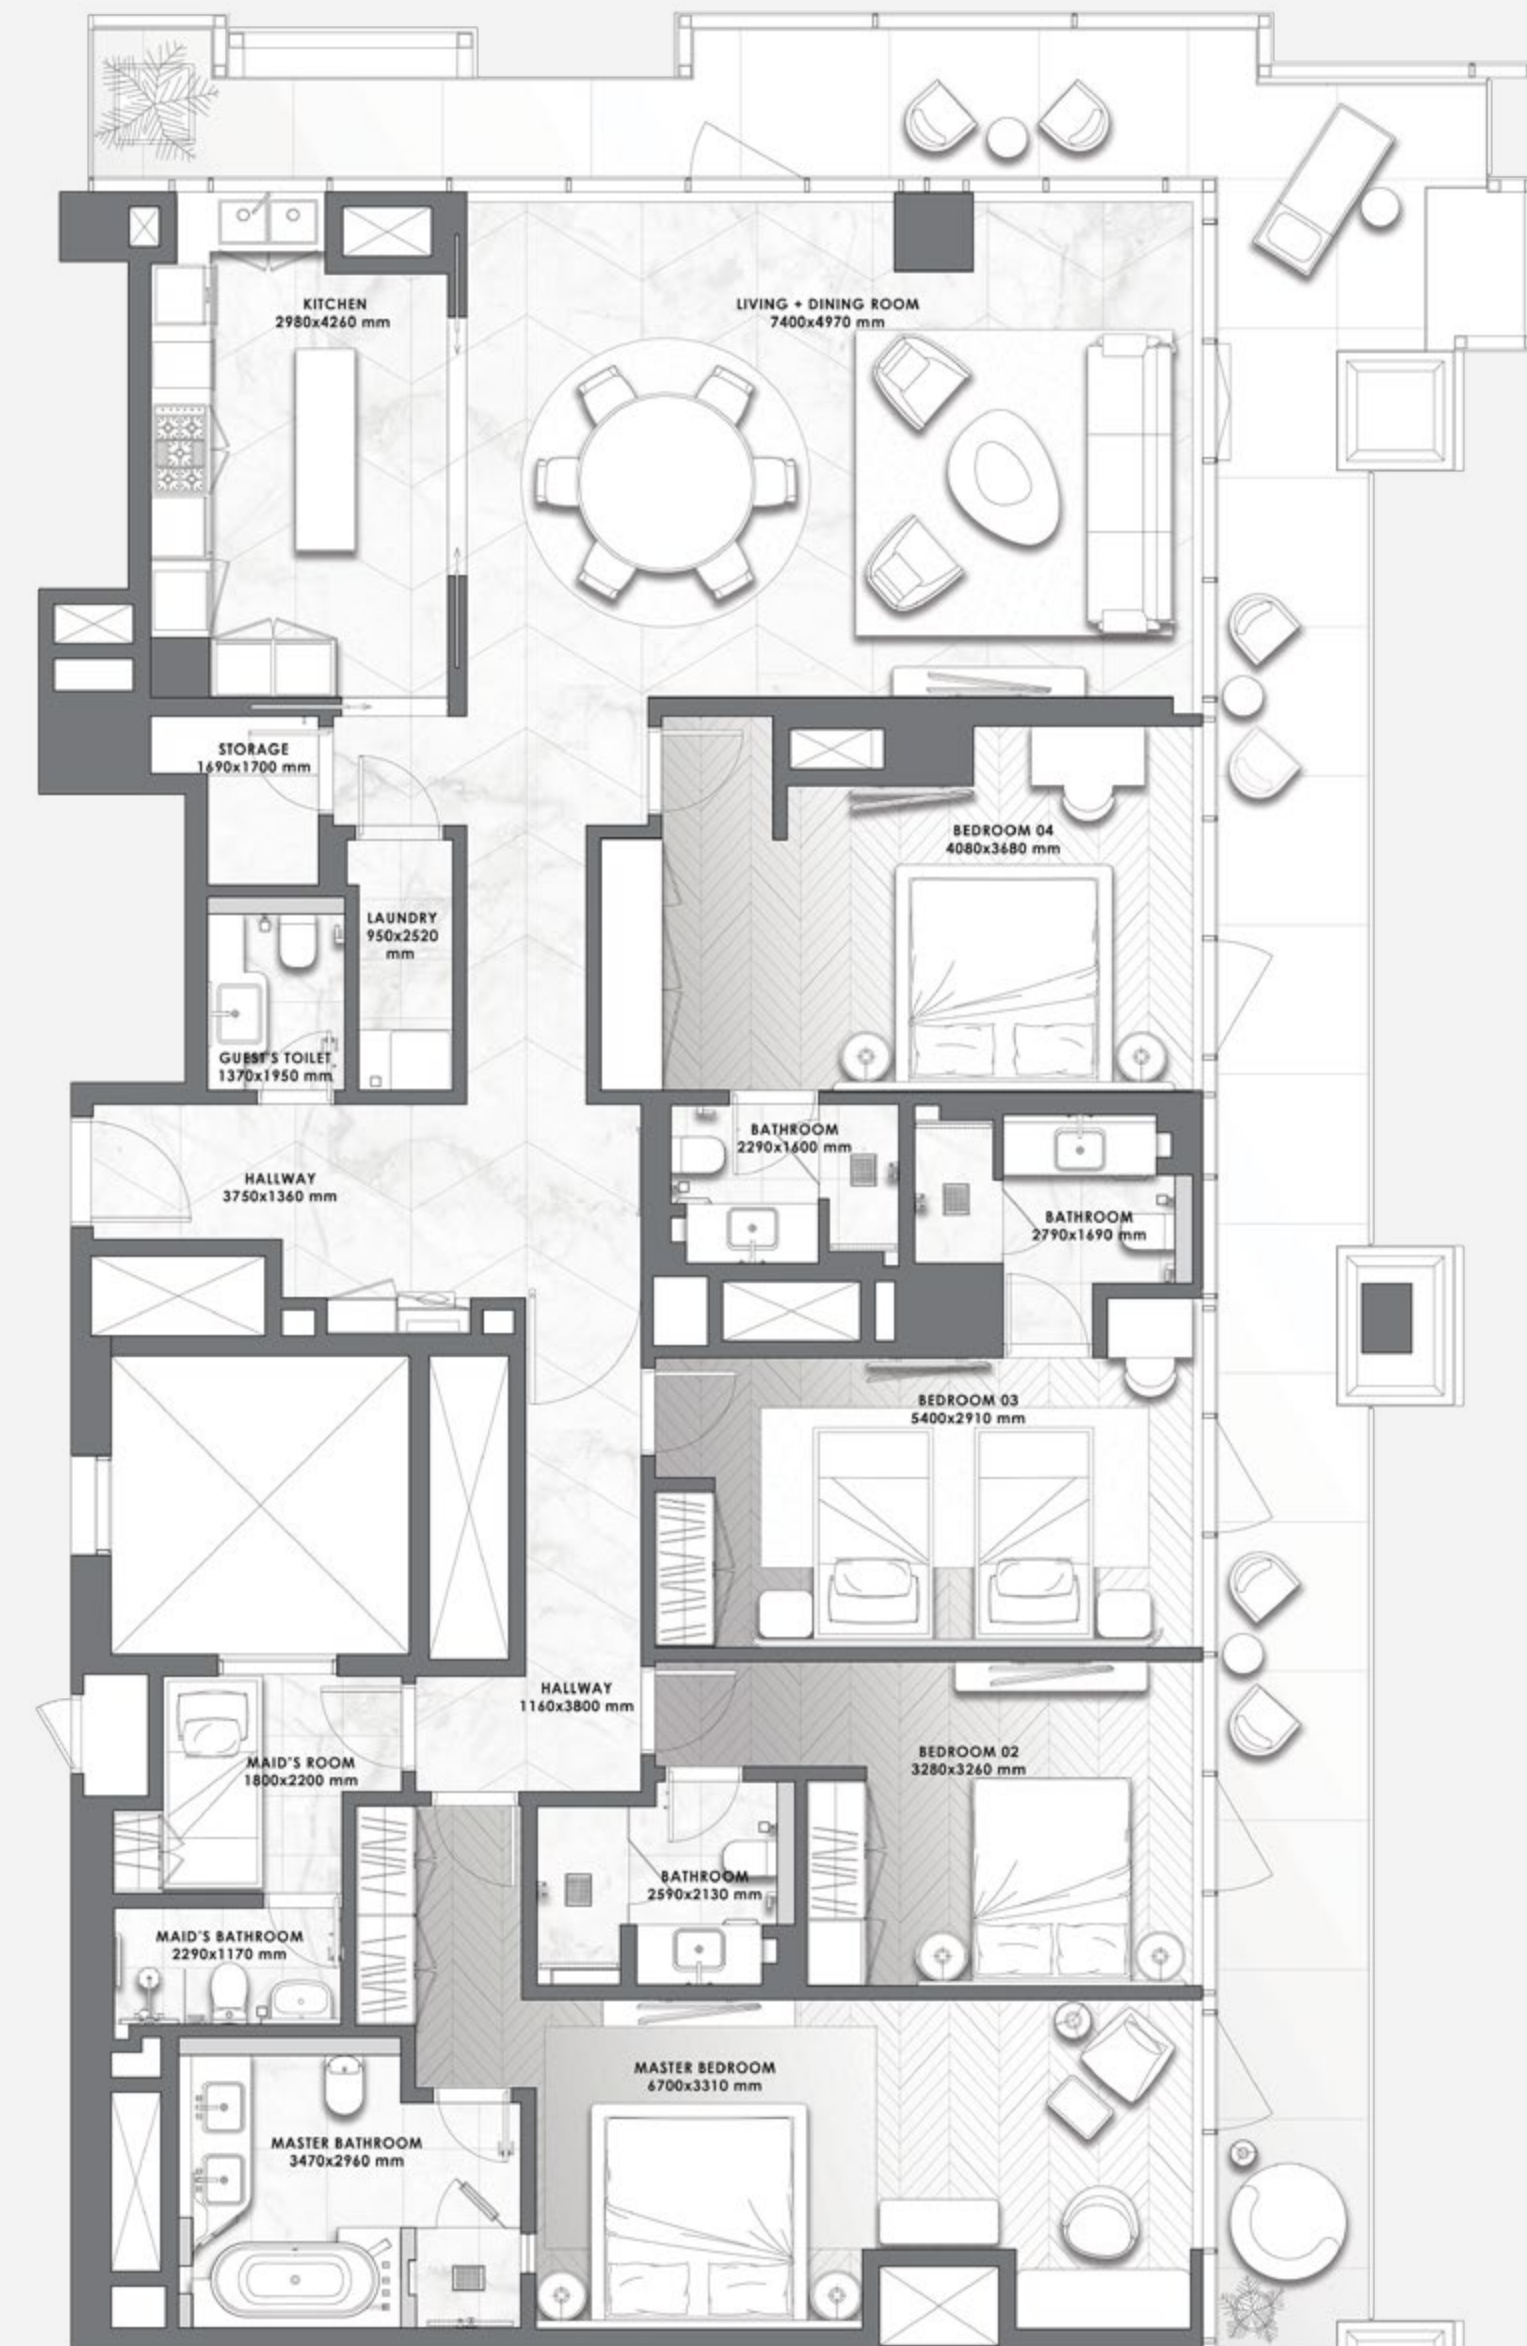 KITCHEN
2980x4260 mm
LIVING + DINING ROOM
7400x4970 mm
STORAGE
1690x1700 mm
BEDROOM 04
4080x3680 mm
LAUNDRY
950x2520
mm
GUEST'S TOILET
1370x1950 mm
BATHROOM
2290x1600 mm
HALLWAY
3750x1360 mm
BATHROOM
2790x1690 mm
BEDROOM 03
5400x2910 mm
HALLWAY
1160x3800 mm
BEDROOM 02
3280x3260 mm
MAID'S ROOM
1800x2200 mm
BATHROOM
2590x2130 mm
MAID'S BATHROOM
2290x1170 mm
MASTER BEDROOM
6700x3310 mm
MASTER BATHROOM
3470x2960 mm